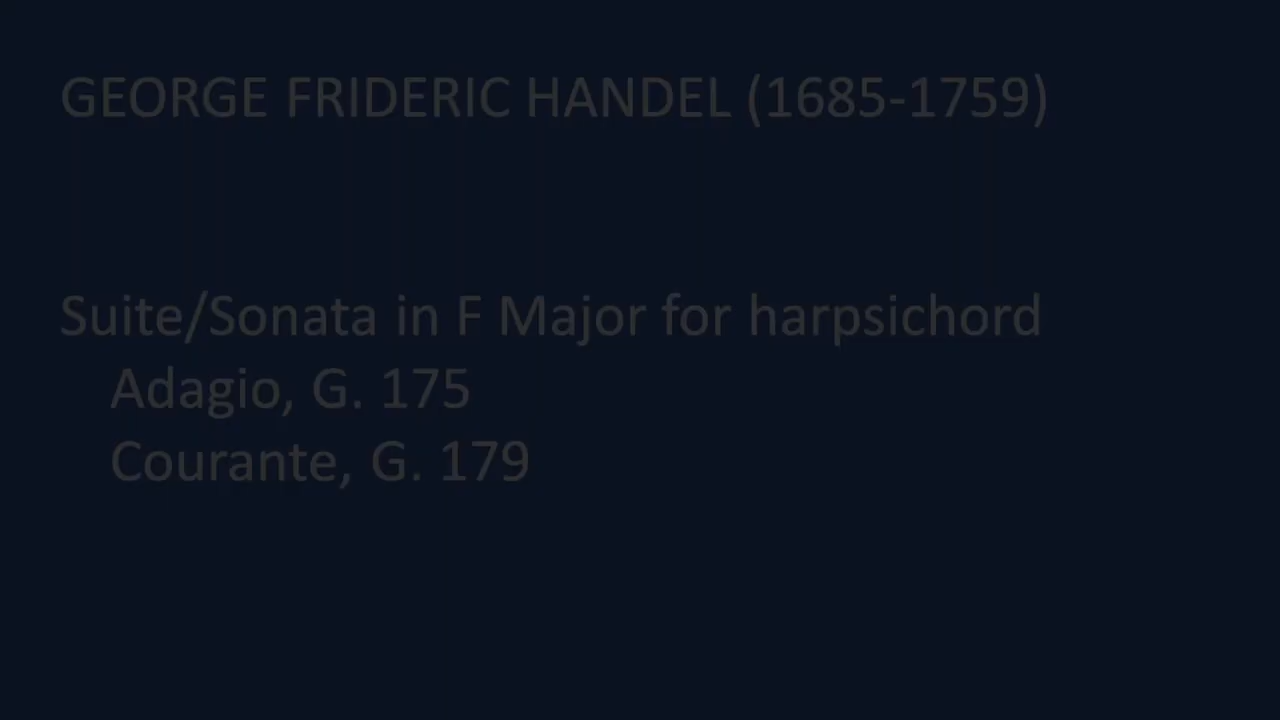 GEORGE FRIDERIC HANDEL (1685-1759)
Suite/Sonata in F Major for harpsichord
Adagio, G. 175
Courante, G. 179